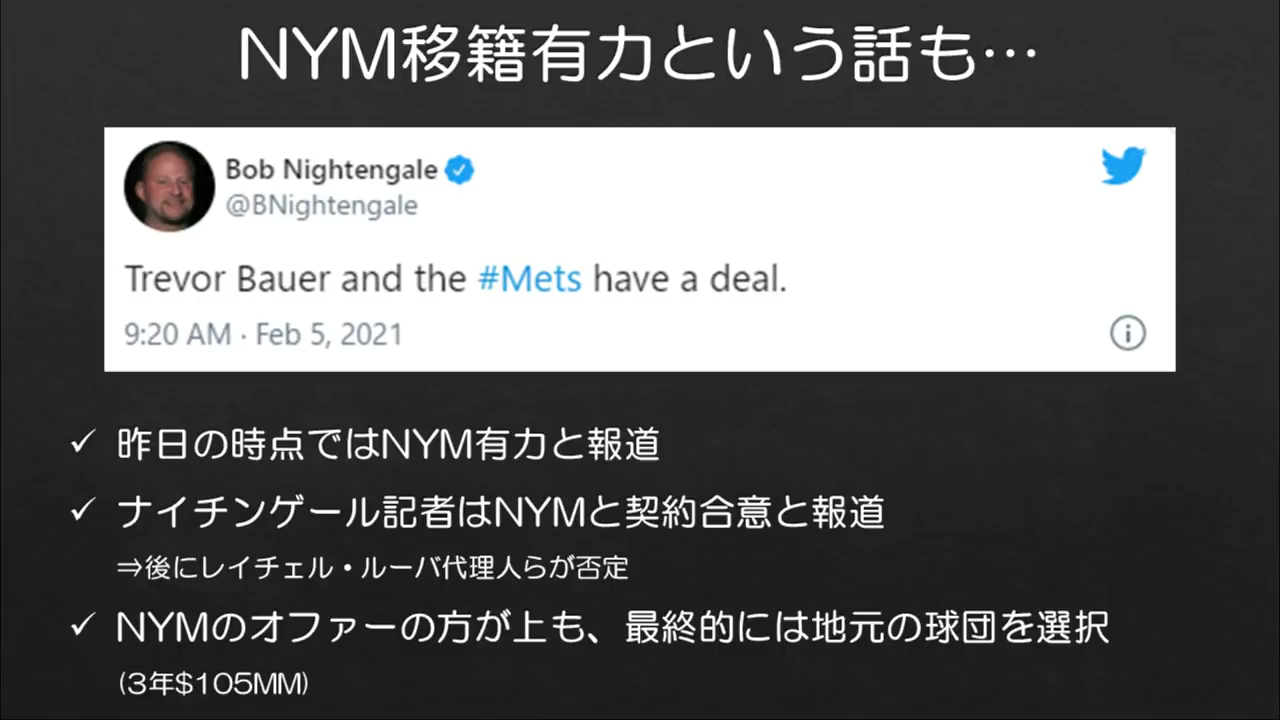 NYM移籍有力という話も…
Bob Nightengale
@BNightengale
Trevor Bauer and the #Mets have a deal.
9:20 AM · Feb 5, 2021
✓ 昨日の時点ではNYM有力と報道
✓ ナイチンゲール記者はNYMと契約合意と報道
⇒後にレイチェル・ルーバ代理人らが否定
✓ NYMのオファーの方が上も、最終的には地元の球団を選択
(3年$105MM)